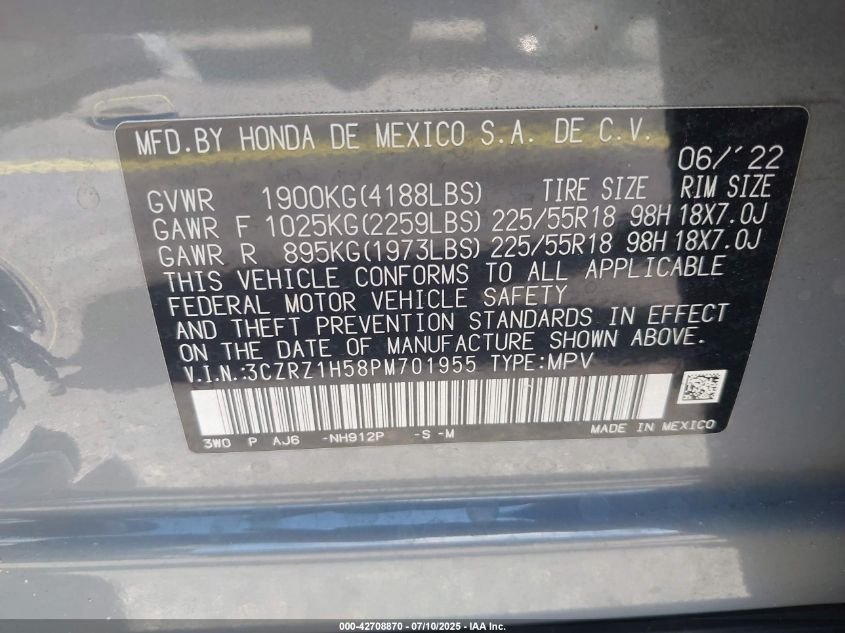 MFD.BY HONDA DE MEXICO S.A. DE C.V.
06/'22
GVWR 1900KG(4188LBS) TIRE SIZE RIM SIZE
GAWR F 1025KG(2259LBS) 225/55R18 98H 18X7.0J
GAWR R 895KG(1973LBS) 225/55R18 98H 18X7.0J
THIS VEHICLE CONFORMS TO ALL APPLICABLE
FEDERAL MOTOR VEHICLE SAFETY
AND THEFT PREVENTION STANDARDS IN EFFECT
ON THE DATE OF MANUFACTURE SHOWN ABOVE.
V.I.N.:3CZRZ1H58PM701955 TYPE:MPV
3W0 P AJ6 -NH912P -S -M MADE IN MEXICO
000-42708870 - 07/10/2025 - IAA Inc.